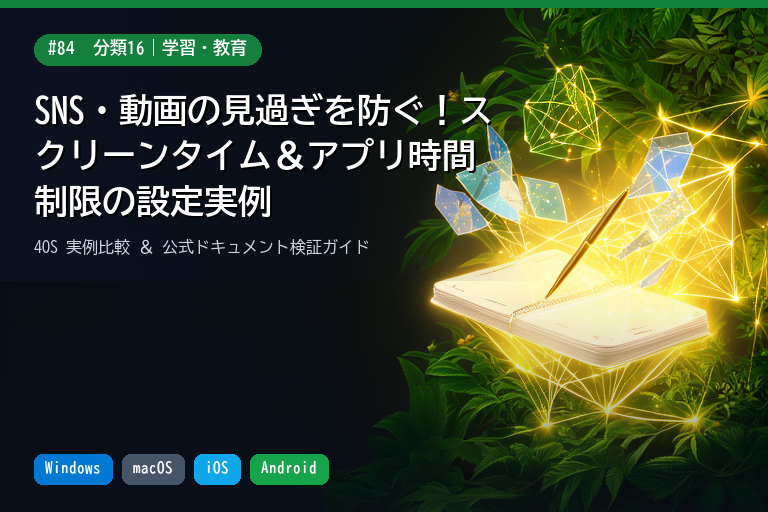 #84 分類16｜学習・教育
SNS・動画の見過ぎを防ぐ！ス
クリーンタイム＆アプリ時間
制限の設定実例
4OS 実例比較 ＆ 公式ドキュメント検証ガイド
Windows macOS iOS Android